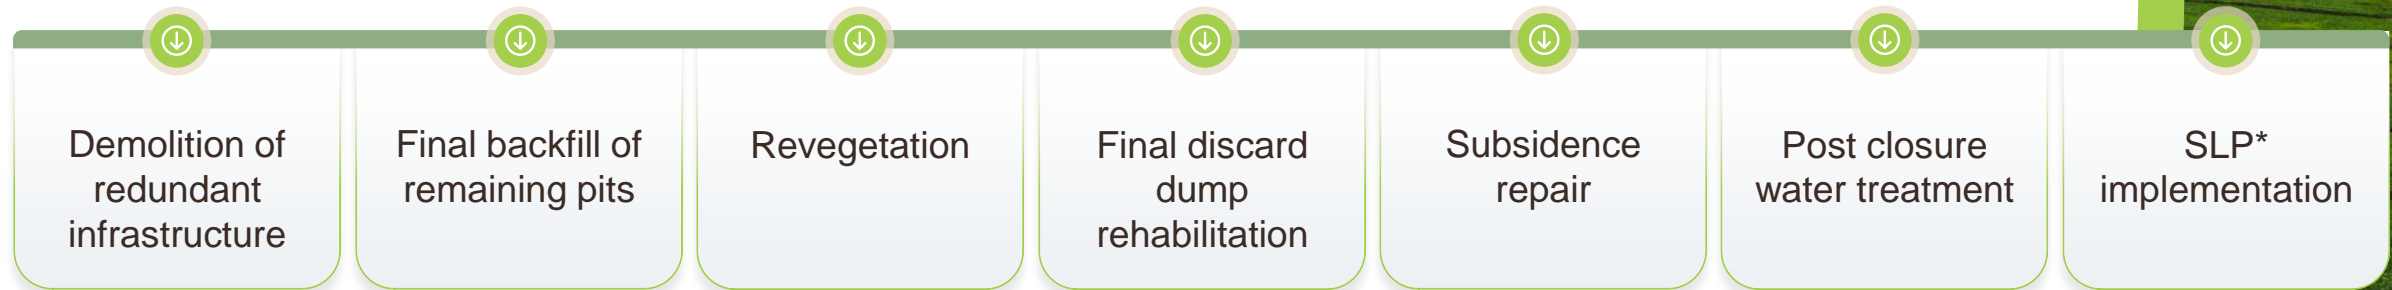 Demolition of
redundant
infrastructure
Final backfill of
remaining pits
Revegetation
Final discard
dump
rehabilitation
Subsidence
repair
Post closure
water treatment
SLP*
implementation